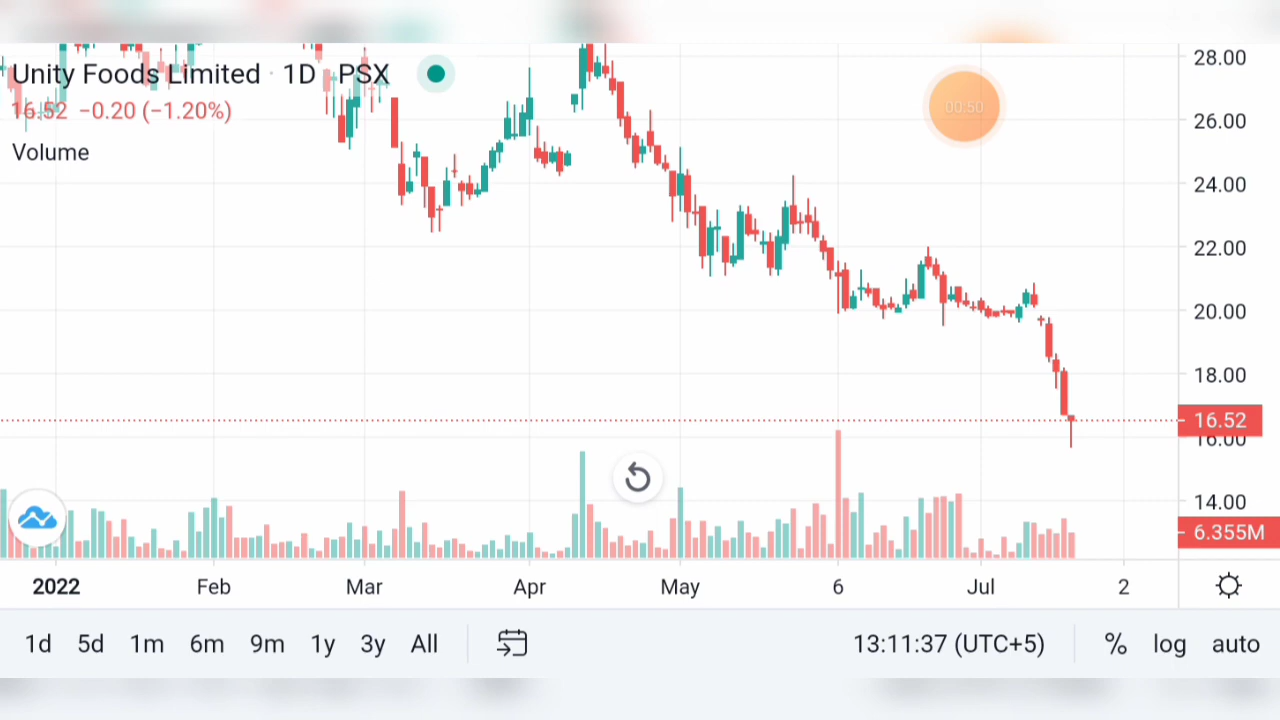 Unity Foods Limited · 1D · PSX
16.52 −0.20 (−1.20%)
Volume
00:50
28.00
26.00
24.00
22.00
20.00
18.00
16.52
16.00
14.00
6.355M
2022 Feb Mar Apr May 6 Jul 2
1d 5d 1m 6m 9m 1y 3y All 13:11:37 (UTC+5) % log auto